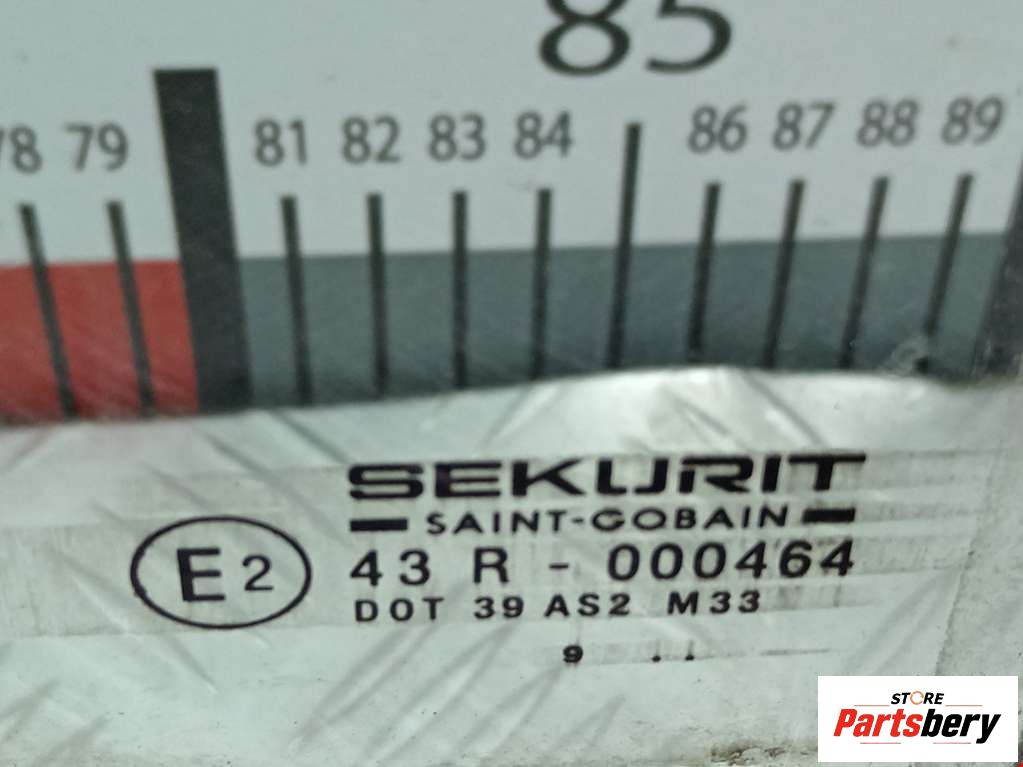 85
78 79 81 82 83 84 86 87 88 89
SEKURIT
SAINT-GOBAIN
E2 43 R - 000464
DOT 39 AS2 M33
9 . . .
STORE
Partsbery